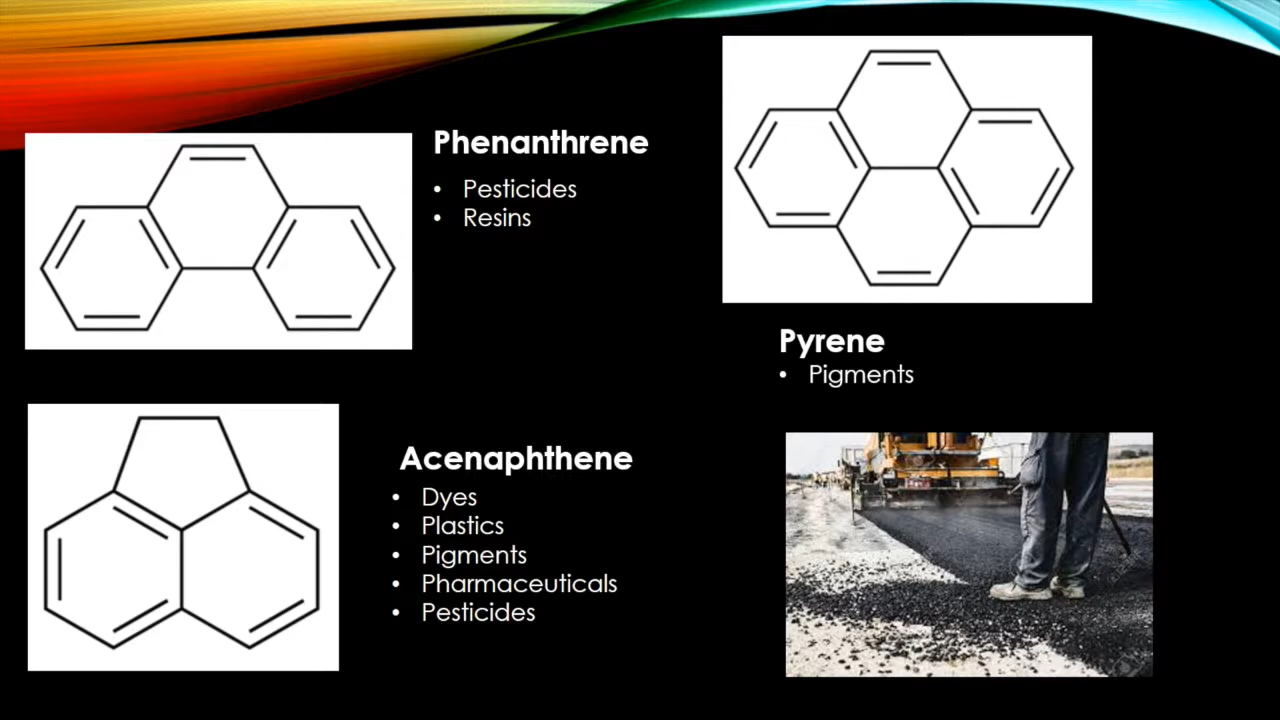 Phenanthrene
• Pesticides
• Resins
Pyrene
• Pigments
Acenaphthene
• Dyes
• Plastics
• Pigments
• Pharmaceuticals
• Pesticides